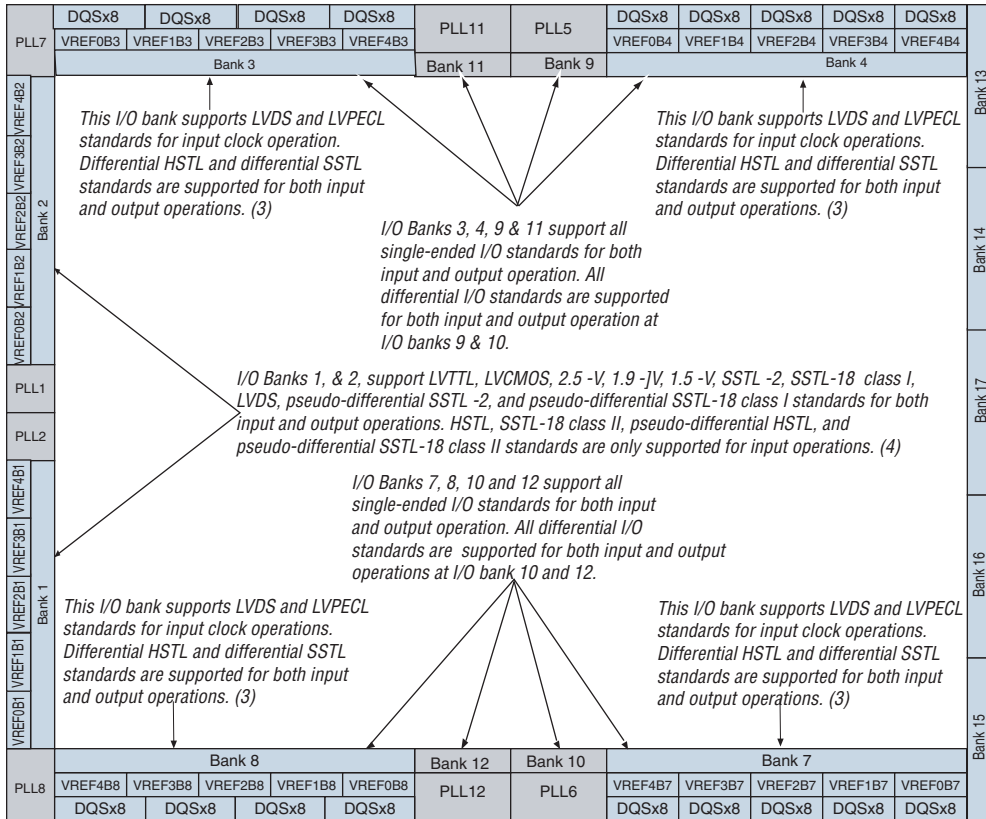 PLL7
DQSx8 DQSx8 DQSx8 DQSx8
VREF0B3 VREF1B3 VREF2B3 VREF3B3 VREF4B3
Bank 3
PLL11 PLL5
Bank 11 Bank 9
DQSx8 DQSx8 DQSx8 DQSx8 DQSx8
VREF0B4 VREF1B4 VREF2B4 VREF3B4 VREF4B4
Bank 4
VREF4B2
VREF3B2
VREF2B2
VREF1B2
VREF0B2
Bank 2
PLL1
PLL2
VREF4B1
VREF3B1
VREF2B1
VREF1B1
VREF0B1
Bank 1
This I/O bank supports LVDS and LVPECL
standards for input clock operation.
Differential HSTL and differential SSTL
standards are supported for both input
and output operations. (3)
This I/O bank supports LVDS and LVPECL
standards for input clock operations.
Differential HSTL and differential SSTL
standards are supported for both input
and output operations. (3)
I/O Banks 3, 4, 9 & 11 support all
single-ended I/O standards for both
input and output operation. All
differential I/O standards are supported
for both input and output operation at
I/O banks 9 & 10.
I/O Banks 1, & 2, support LVTTL, LVCMOS, 2.5 -V, 1.9 -]V, 1.5 -V, SSTL -2, SSTL-18 class I,
LVDS, pseudo-differential SSTL -2, and pseudo-differential SSTL-18 class I standards for both
input and output operations. HSTL, SSTL-18 class II, pseudo-differential HSTL, and
pseudo-differential SSTL-18 class II standards are only supported for input operations. (4)
I/O Banks 7, 8, 10 and 12 support all
single-ended I/O standards for both input
and output operation. All differential I/O
standards are supported for both input and output
operations at I/O bank 10 and 12.
This I/O bank supports LVDS and LVPECL
standards for input clock operations.
Differential HSTL and differential SSTL
standards are supported for both input
and output operations. (3)
This I/O bank supports LVDS and LVPECL
standards for input clock operations.
Differential HSTL and differential SSTL
standards are supported for both input
and output operations. (3)
Bank 13
Bank 14
Bank 17
Bank 16
Bank 15
PLL8
Bank 8
VREF4B8 VREF3B8 VREF2B8 VREF1B8 VREF0B8
DQSx8 DQSx8 DQSx8 DQSx8
Bank 12 Bank 10
PLL12 PLL6
Bank 7
VREF4B7 VREF3B7 VREF2B7 VREF1B7 VREF0B7
DQSx8 DQSx8 DQSx8 DQSx8 DQSx8